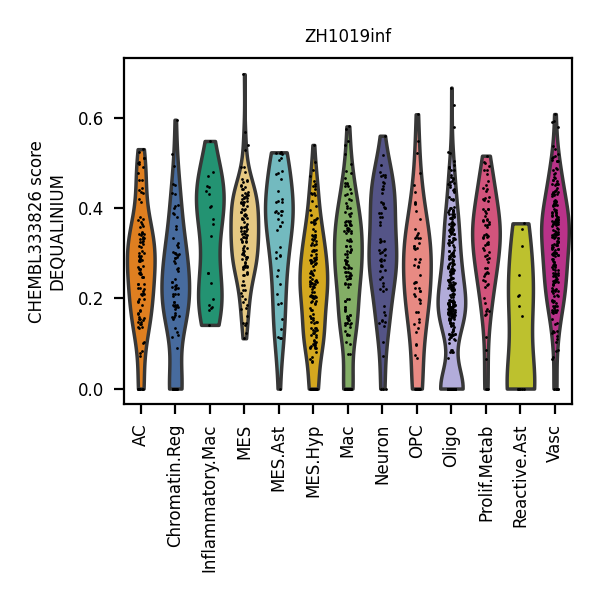 ZH1019inf
CHEMBL333826 score
DEQUALINIUM
0.6
0.4
0.2
0.0
AC
Chromatin.Reg
Inflammatory.Mac
MES
MES.Ast
MES.Hyp
Mac
Neuron
OPC
Oligo
Prolif.Metab
Reactive.Ast
Vasc